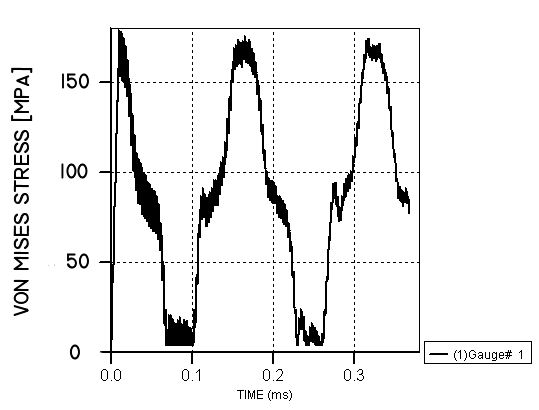 VON MISES STRESS [MPA]
150
100
50
0
0.0 0.1 0.2 0.3
TIME (ms)
(1)Gauge# 1